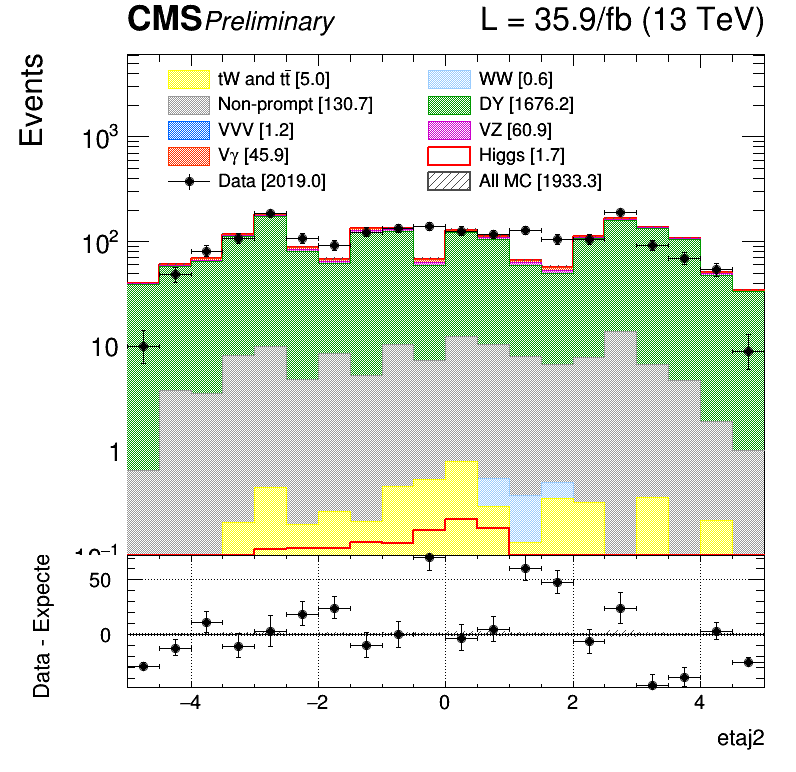 CMS Preliminary L = 35.9/fb (13 TeV)
Events
tW and tt̄ [5.0] WW [0.6]
Non-prompt [130.7] DY [1676.2]
VVV [1.2] VZ [60.9]
Vγ [45.9] Higgs [1.7]
Data [2019.0] All MC [1933.3]
10³
10²
10
1
Data - Expecte
50
0
−4 −2 0 2 4
etaj2